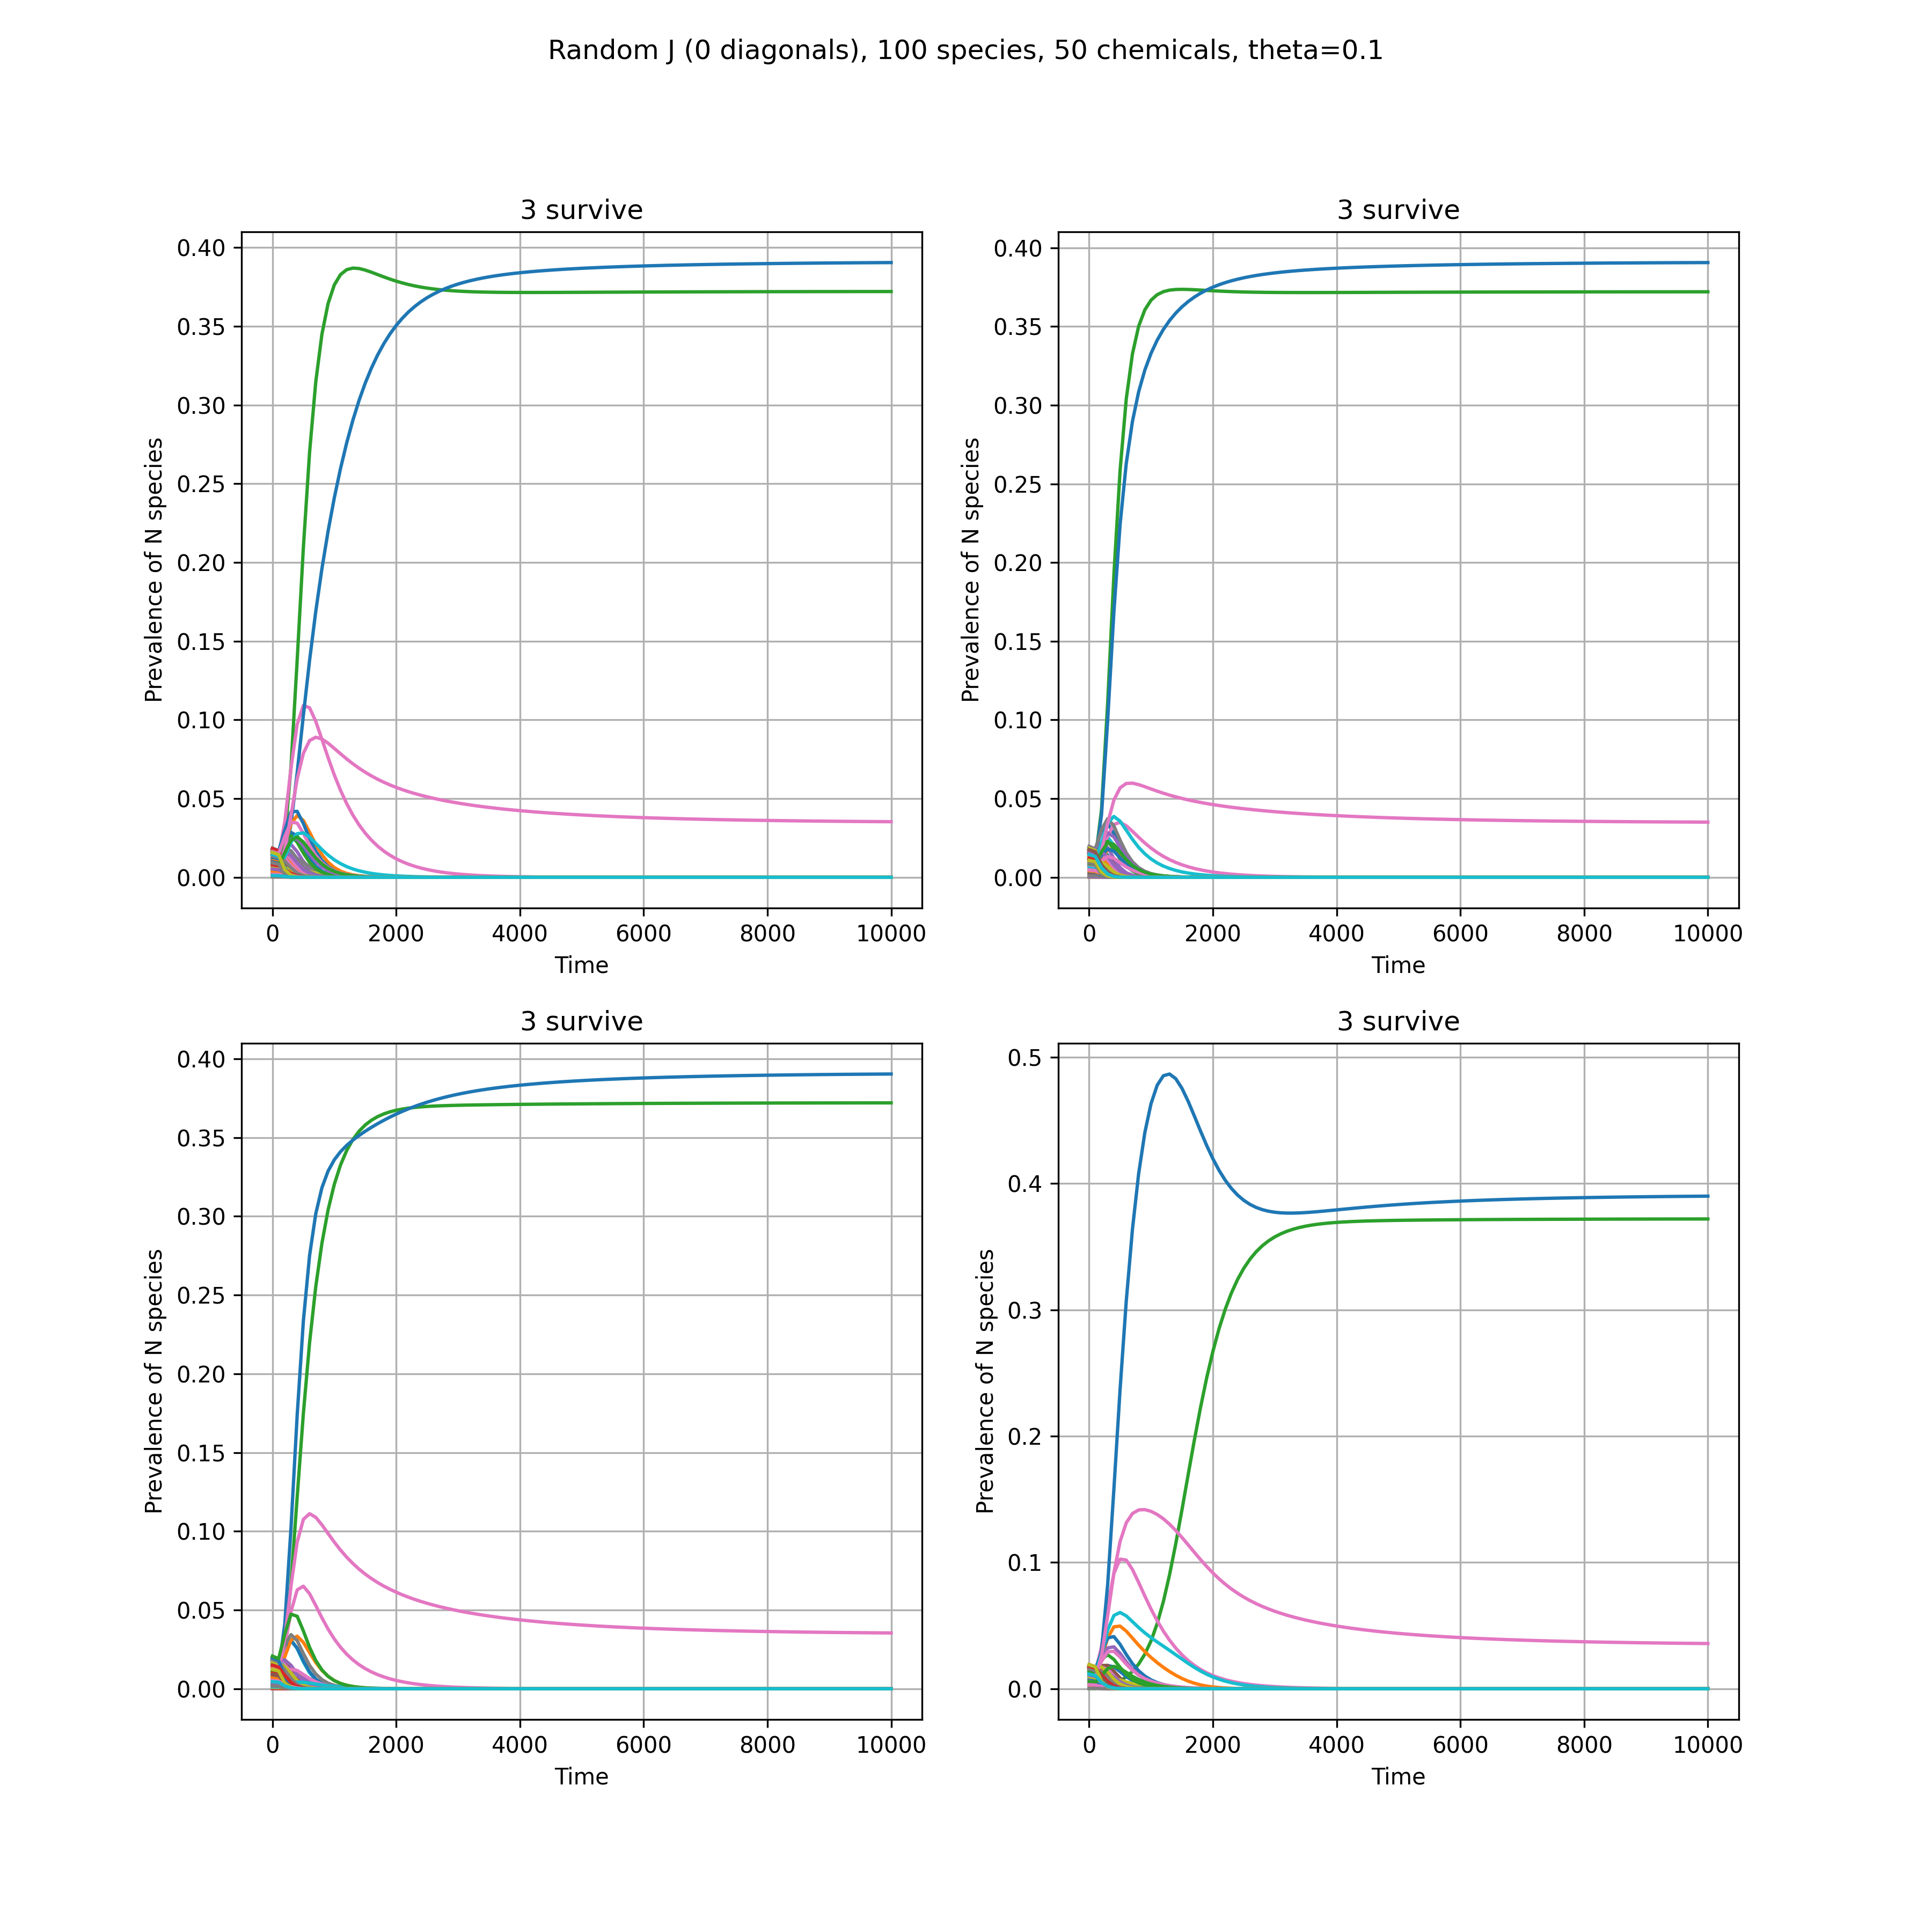 Random J (0 diagonals), 100 species, 50 chemicals, theta=0.1
3 survive
0.40
0.35
0.30
0.25
0.20
0.15
0.10
0.05
0.00
Prevalence of N species
0 2000 4000 6000 8000 10000
Time
3 survive
0.40
0.35
0.30
0.25
0.20
0.15
0.10
0.05
0.00
Prevalence of N species
0 2000 4000 6000 8000 10000
Time
3 survive
0.40
0.35
0.30
0.25
0.20
0.15
0.10
0.05
0.00
Prevalence of N species
0 2000 4000 6000 8000 10000
Time
3 survive
0.5
0.4
0.3
0.2
0.1
0.0
Prevalence of N species
0 2000 4000 6000 8000 10000
Time